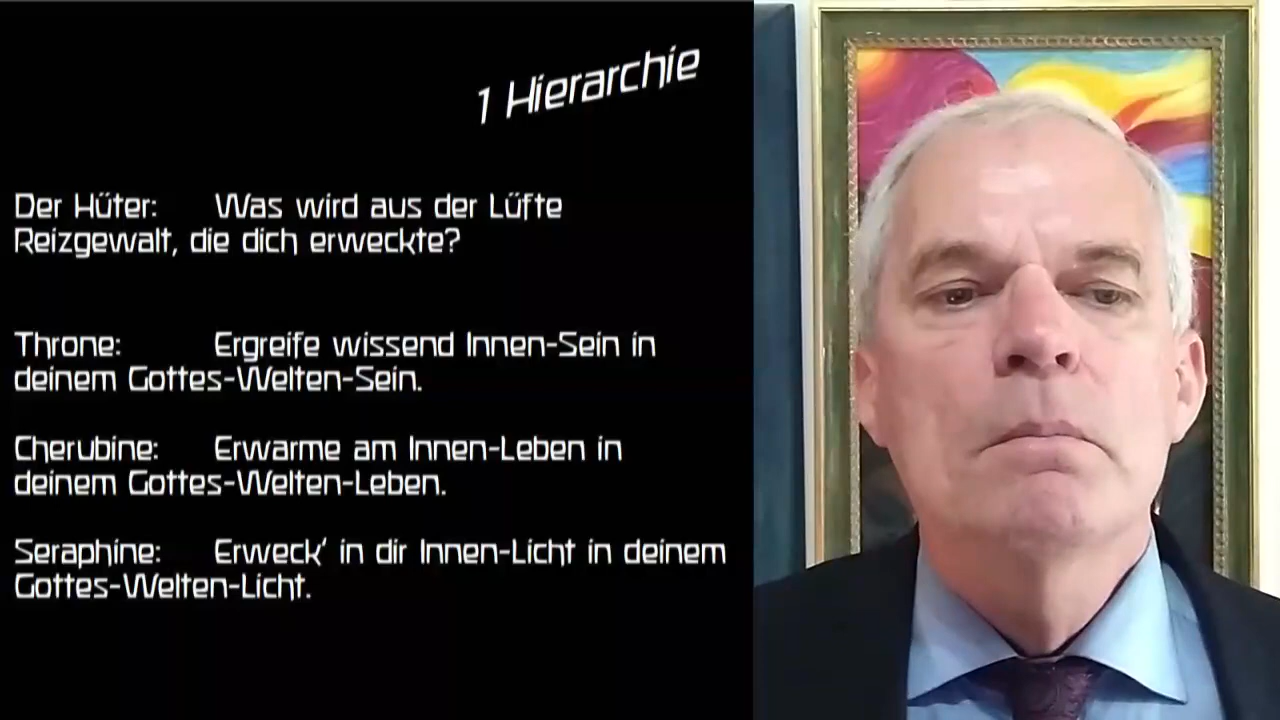 1 Hierarchie
Der Hüter: Was wird aus der Lüfte
Reizgewalt, die dich erweckte?
Throne: Ergreife wissend Innen-Sein in
deinem Gottes-Welten-Sein.
Cherubine: Erwarme am Innen-Leben in
deinem Gottes-Welten-Leben.
Seraphine: Erweck’ in dir Innen-Licht in deinem
Gottes-Welten-Licht.